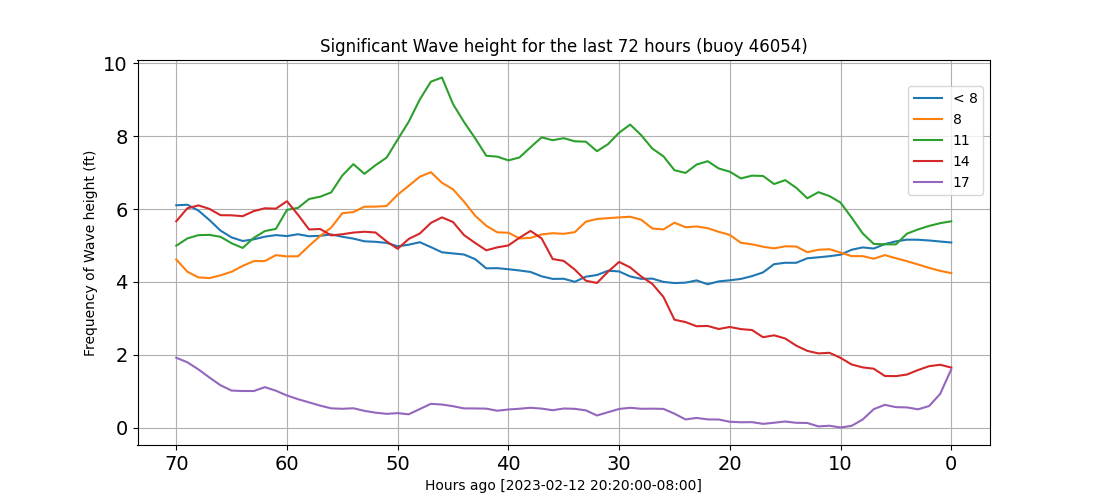 Significant Wave height for the last 72 hours (buoy 46054)
Frequency of Wave height (ft)
10
8
6
4
2
0
< 8
8
11
14
17
70 60 50 40 30 20 10 0
Hours ago [2023-02-12 20:20:00-08:00]